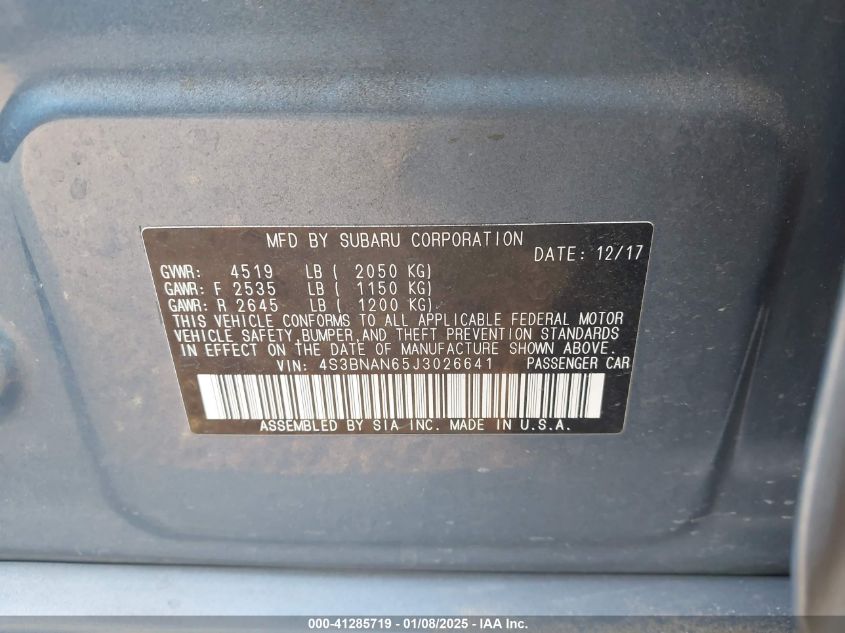 MFD BY SUBARU CORPORATION
DATE: 12/17
GVWR: 4519 LB ( 2050 KG)
GAWR: F 2535 LB ( 1150 KG)
GAWR: R 2645 LB ( 1200 KG)
THIS VEHICLE CONFORMS TO ALL APPLICABLE FEDERAL MOTOR
VEHICLE SAFETY, BUMPER, AND THEFT PREVENTION STANDARDS
IN EFFECT ON THE DATE OF MANUFACTURE SHOWN ABOVE.
VIN: 4S3BNAN65J3026641 PASSENGER CAR
ASSEMBLED BY SIA INC. MADE IN U.S.A.
000-41285719 - 01/08/2025 - IAA Inc.